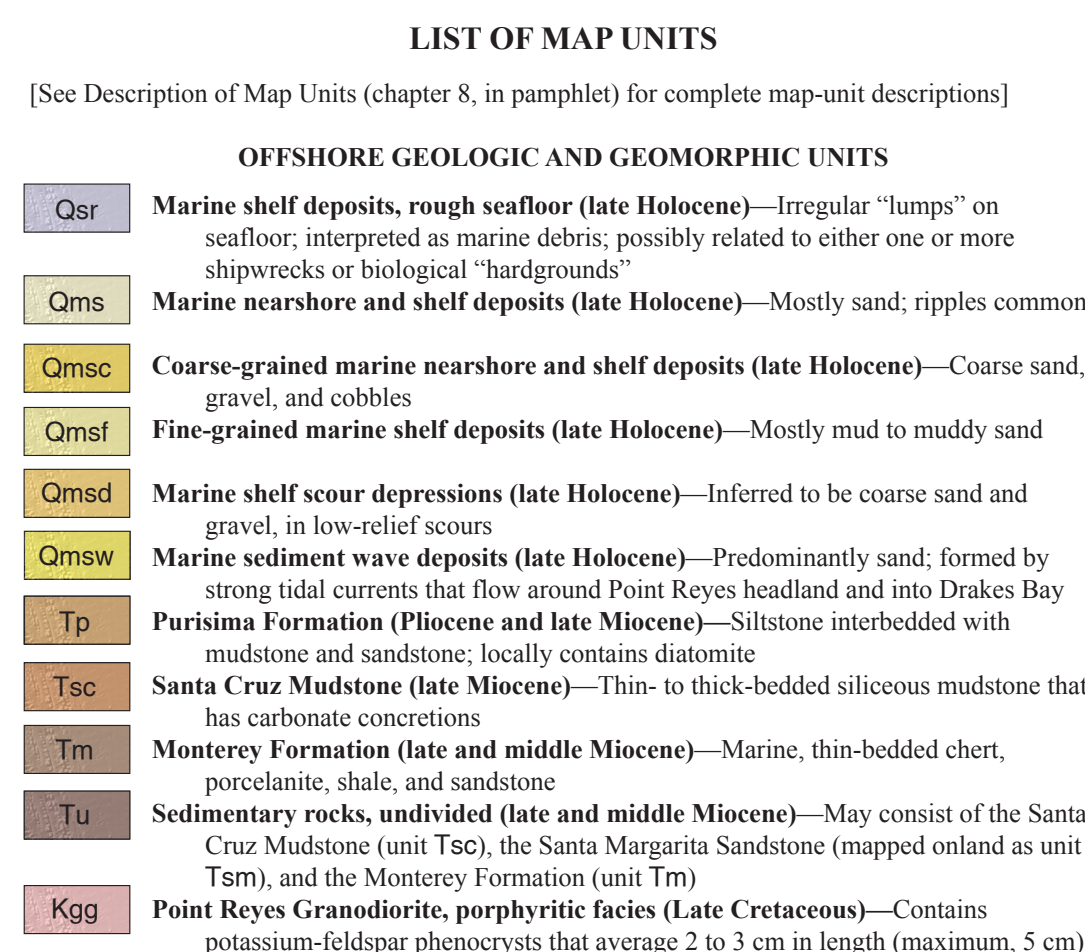 LIST OF MAP UNITS
[See Description of Map Units (chapter 8, in pamphlet) for complete map-unit descriptions]
OFFSHORE GEOLOGIC AND GEOMORPHIC UNITS
Qsr Marine shelf deposits, rough seafloor (late Holocene)—Irregular “lumps” on
seafloor; interpreted as marine debris; possibly related to either one or more
shipwrecks or biological “hardgrounds”
Qms Marine nearshore and shelf deposits (late Holocene)—Mostly sand; ripples common
Qmsc Coarse-grained marine nearshore and shelf deposits (late Holocene)—Coarse sand,
gravel, and cobbles
Qmsf Fine-grained marine shelf deposits (late Holocene)—Mostly mud to muddy sand
Qmsd Marine shelf scour depressions (late Holocene)—Inferred to be coarse sand and
gravel, in low-relief scours
Qmsw Marine sediment wave deposits (late Holocene)—Predominantly sand; formed by
strong tidal currents that flow around Point Reyes headland and into Drakes Bay
Tp Purisima Formation (Pliocene and late Miocene)—Siltstone interbedded with
mudstone and sandstone; locally contains diatomite
Tsc Santa Cruz Mudstone (late Miocene)—Thin- to thick-bedded siliceous mudstone that
has carbonate concretions
Tm Monterey Formation (late and middle Miocene)—Marine, thin-bedded chert,
porcelanite, shale, and sandstone
Tu Sedimentary rocks, undivided (late and middle Miocene)—May consist of the Santa
Cruz Mudstone (unit Tsc), the Santa Margarita Sandstone (mapped onland as unit
Tsm), and the Monterey Formation (unit Tm)
Kgg Point Reyes Granodiorite, porphyritic facies (Late Cretaceous)—Contains
potassium-feldspar phenocrysts that average 2 to 3 cm in length (maximum, 5 cm)